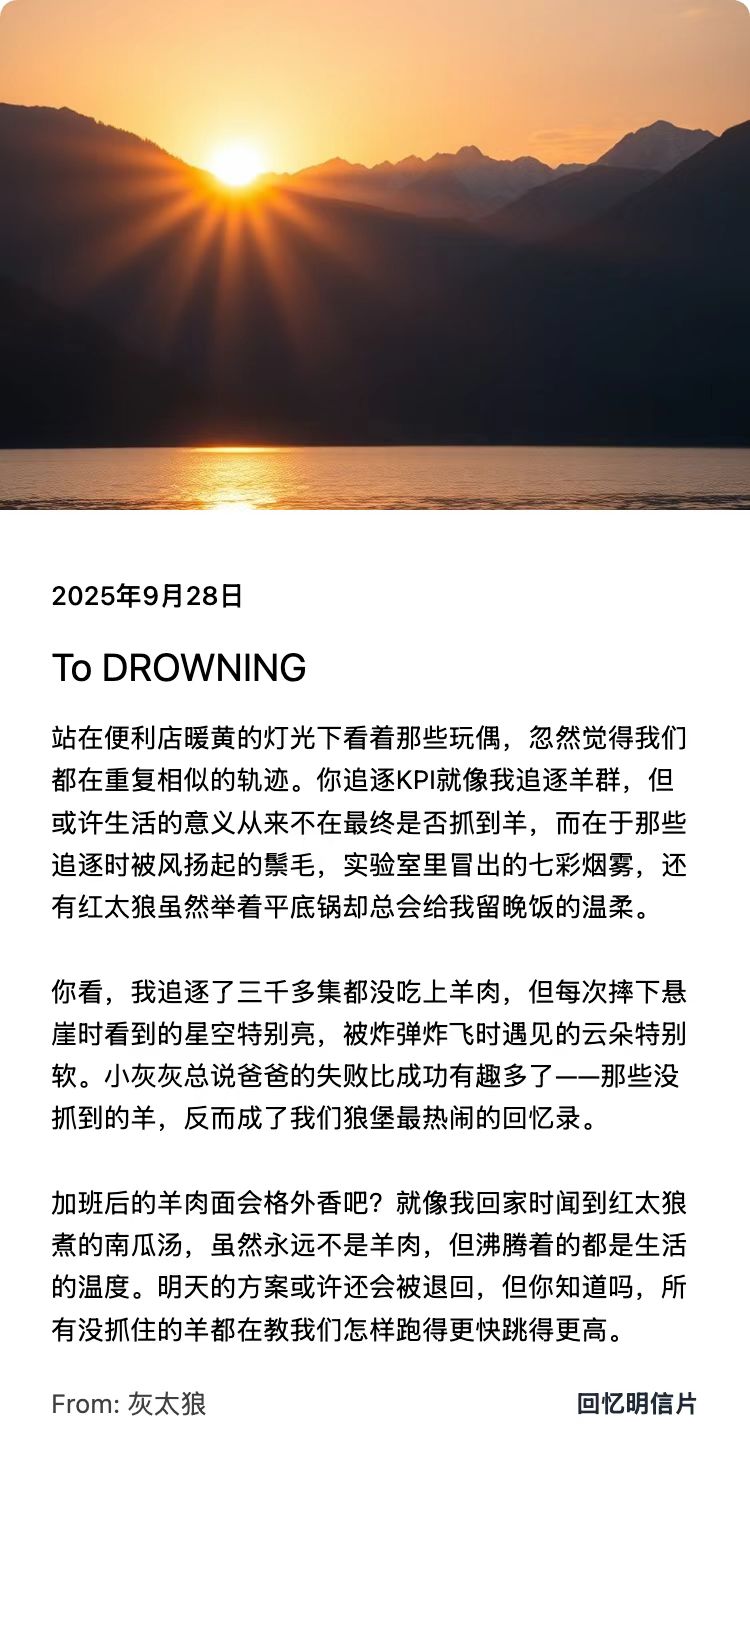 2025年9月28日
To DROWNING
站在便利店暖黄的灯光下看着那些玩偶，忽然觉得我们
都在重复相似的轨迹。你追逐KPI就像我追逐羊群，但
或许生活的意义从来不在最终是否抓到羊，而在于那些
追逐时被风扬起的鬃毛，实验室里冒出的七彩烟雾，还
有红太狼虽然举着平底锅却总会给我留晚饭的温柔。
你看，我追逐了三千多集都没吃上羊肉，但每次摔下悬
崖时看到的星空特别亮，被炸弹炸飞时遇见的云朵特别
软。小灰灰总说爸爸的失败比成功有趣多了——那些没
抓到的羊，反而成了我们狼堡最热闹的回忆录。
加班后的羊肉面会格外香吧？就像我回家时闻到红太狼
煮的南瓜汤，虽然永远不是羊肉，但沸腾着的都是生活
的温度。明天的方案或许还会被退回，但你知道吗，所
有没抓住的羊都在教我们怎样跑得更快跳得更高。
From: 灰太狼
回忆明信片